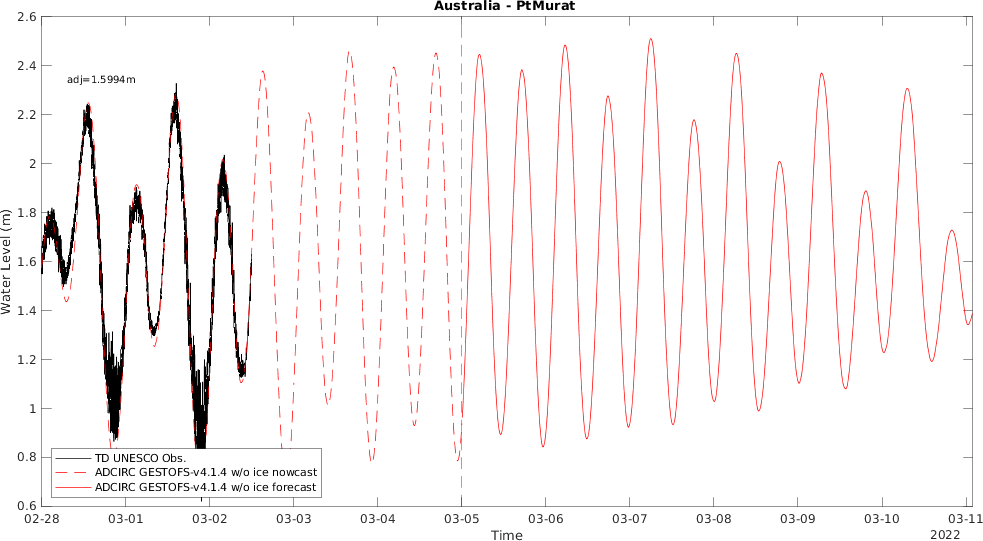 Australia - PtMurat
2.6
2.4
adj=1.5994m
2.2
2
1.8
Water Level (m)
1.6
1.4
1.2
1
0.8
0.6
TD UNESCO Obs.
ADCIRC GESTOFS-v4.1.4 w/o ice nowcast
ADCIRC GESTOFS-v4.1.4 w/o ice forecast
02-28 03-01 03-02 03-03 03-04 03-05 03-06 03-07 03-08 03-09 03-10 03-11
Time
2022